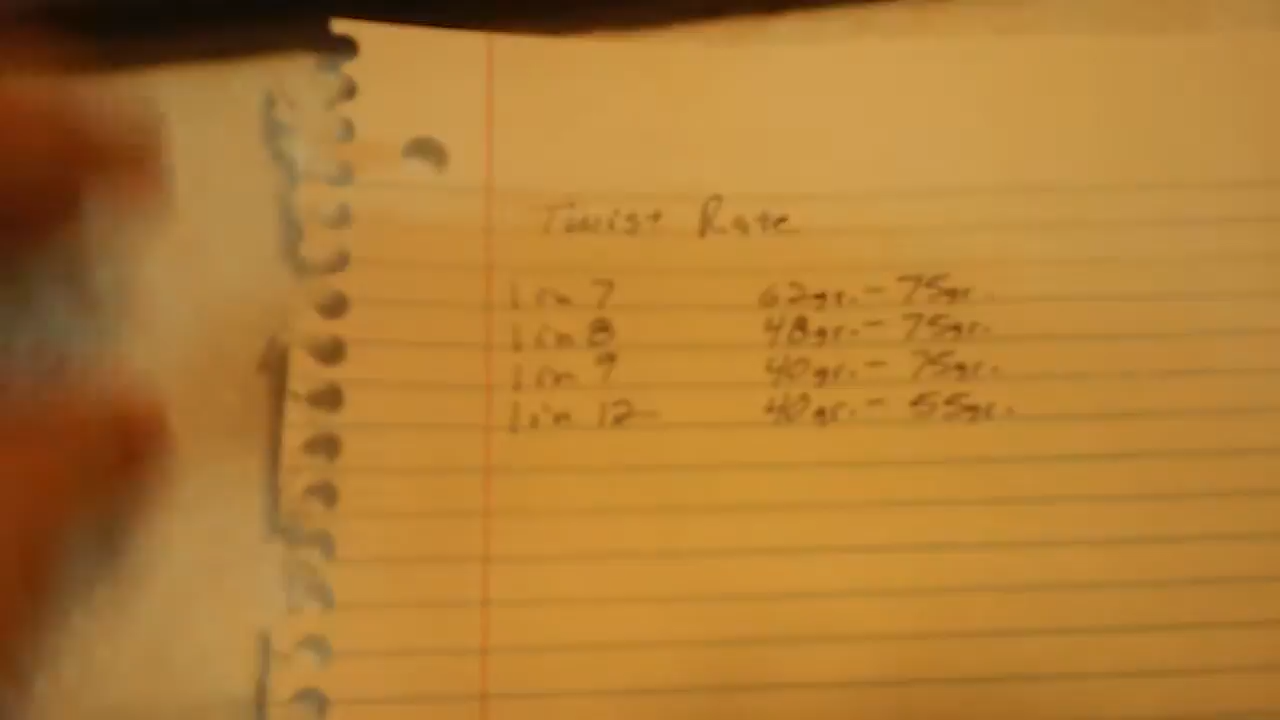 Twist Rate
1 in 7 62gr. - 75gr.
1 in 8 48gr. - 75gr.
1 in 9 40gr. - 75gr.
1 in 12 40gr. - 55gr.